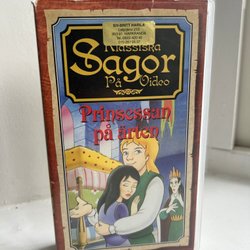 Klassiska
Sagor
På Video
Prinsessan
på ärten